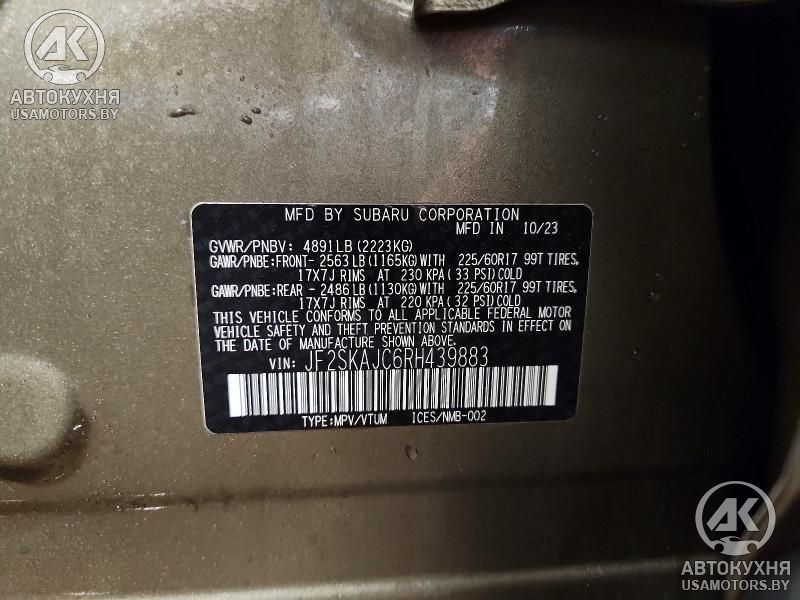 АК
АВТОКУХНЯ
USAMOTORS.BY
MFD BY SUBARU CORPORATION
MFD IN 10/23
GVWR/PNBV: 4891LB(2223KG)
GAWR/PNBE:FRONT- 2563LB(1165KG)WITH 225/60R17 99T TIRES,
17X7J RIMS AT 230 KPA(33 PSI)COLD
GAWR/PNBE:REAR - 2486LB(1130KG)WITH 225/60R17 99T TIRES,
17X7J RIMS AT 220 KPA(32 PSI)COLD
THIS VEHICLE CONFORMS TO ALL APPLICABLE FEDERAL MOTOR
VEHICLE SAFETY AND THEFT PREVENTION STANDARDS IN EFFECT ON
THE DATE OF MANUFACTURE SHOWN ABOVE.
VIN: JF2SKAJC6RH439883
TYPE:MPV/VTUM ICES/NMB-002
АК
АВТОКУХНЯ
USAMOTORS.BY